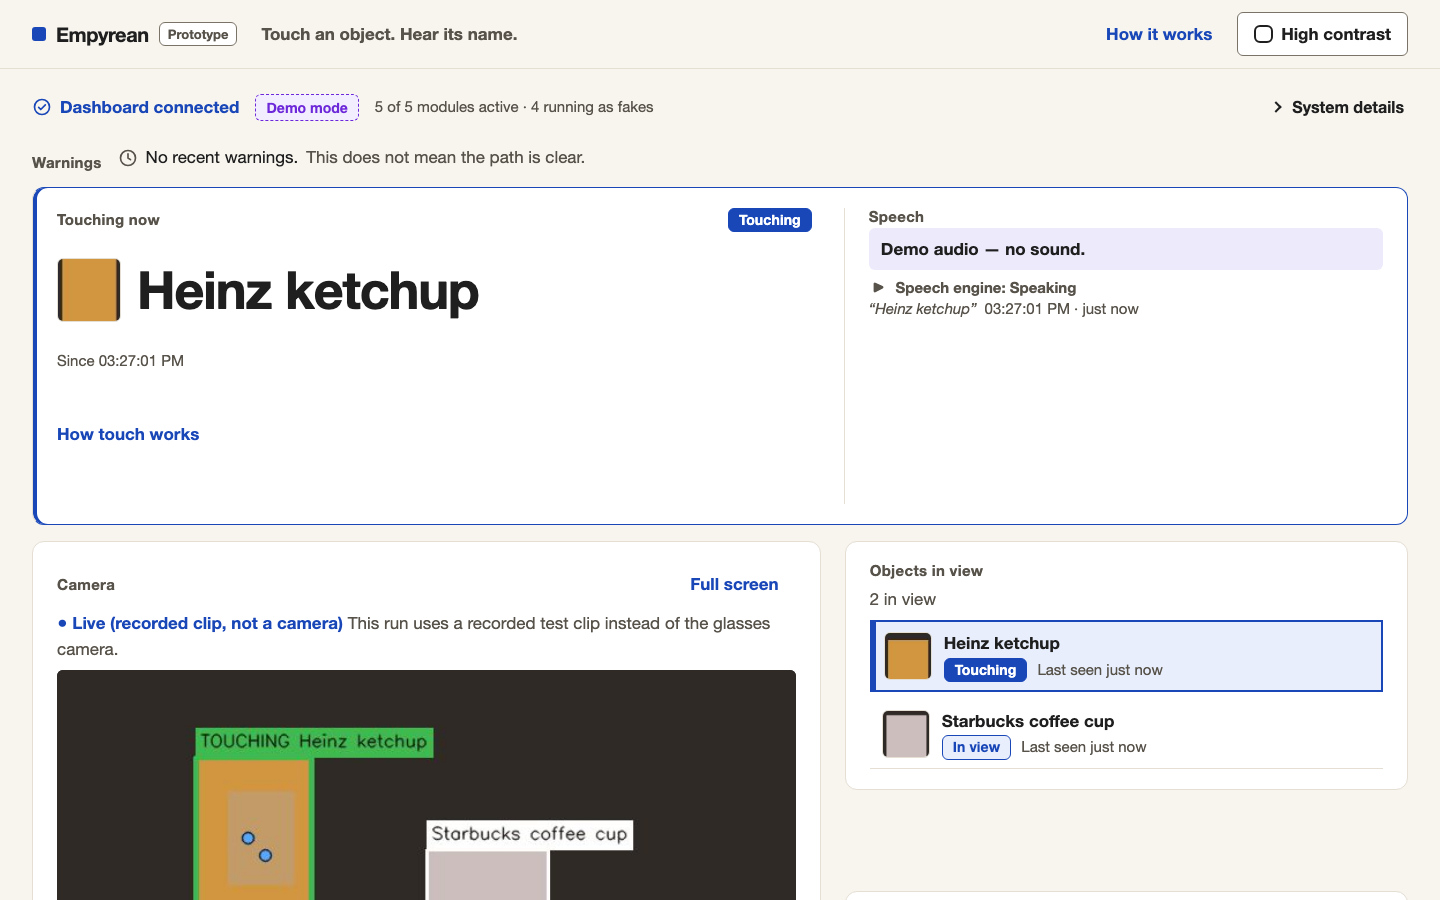 Empyrean
Prototype
Touch an object. Hear its name.
How it works
High contrast
Dashboard connected
Demo mode
5 of 5 modules active · 4 running as fakes
System details
Warnings
No recent warnings. This does not mean the path is clear.
Touching now
Touching
Heinz ketchup
Since 03:27:01 PM
How touch works
Speech
Demo audio — no sound.
Speech engine: Speaking
“Heinz ketchup” 03:27:01 PM · just now
Camera
Full screen
• Live (recorded clip, not a camera) This run uses a recorded test clip instead of the glasses
camera.
TOUCHING Heinz ketchup
Starbucks coffee cup
Objects in view
2 in view
Heinz ketchup
Touching
Last seen just now
Starbucks coffee cup
In view
Last seen just now